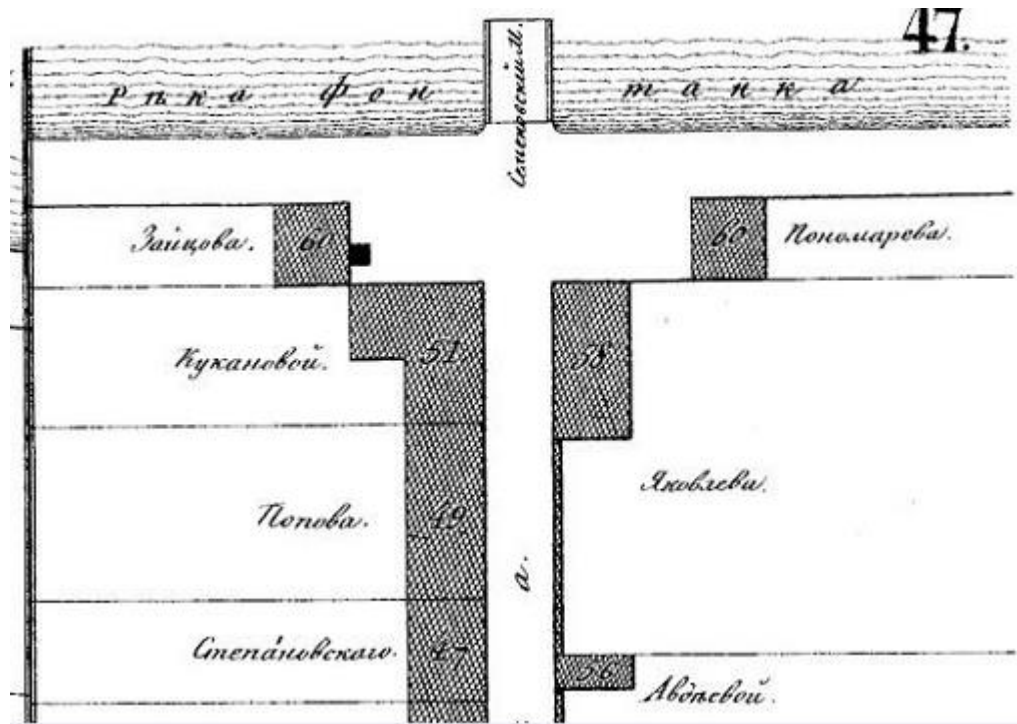 47.
Рѣка Фонтанка
Семеновскій м.
Зайцова. 60
60 Пономарева.
Кукановой. 51
58
Яковлева.
Попова. 49
а.
Степановскаго. 47
56
Авдѣевой.